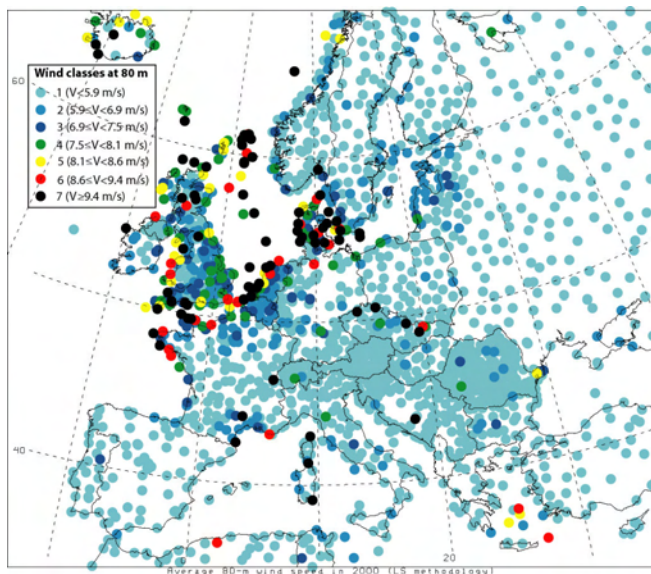 60
Wind classes at 80 m
1 (V<5.9 m/s)
2 (5.9≤V<6.9 m/s)
3 (6.9≤V<7.5 m/s)
4 (7.5≤V<8.1 m/s)
5 (8.1≤V<8.6 m/s)
6 (8.6≤V<9.4 m/s)
7 (V≥9.4 m/s)
40
20
Average 80-m wind speed in 2000 (LS methodology)